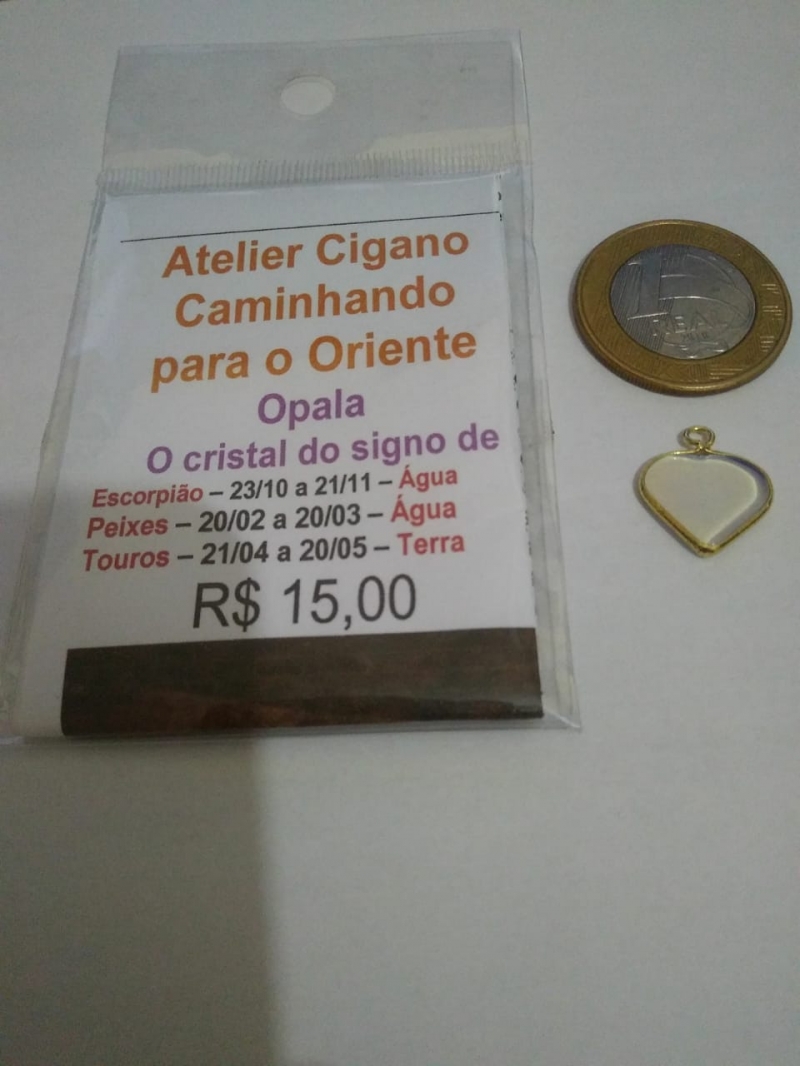 Atelier Cigano
Caminhando
para o Oriente
Opala
O cristal do signo de
Escorpião – 23/10 a 21/11 – Água
Peixes – 20/02 a 20/03 – Água
Touros – 21/04 a 20/05 – Terra
R$ 15,00
1